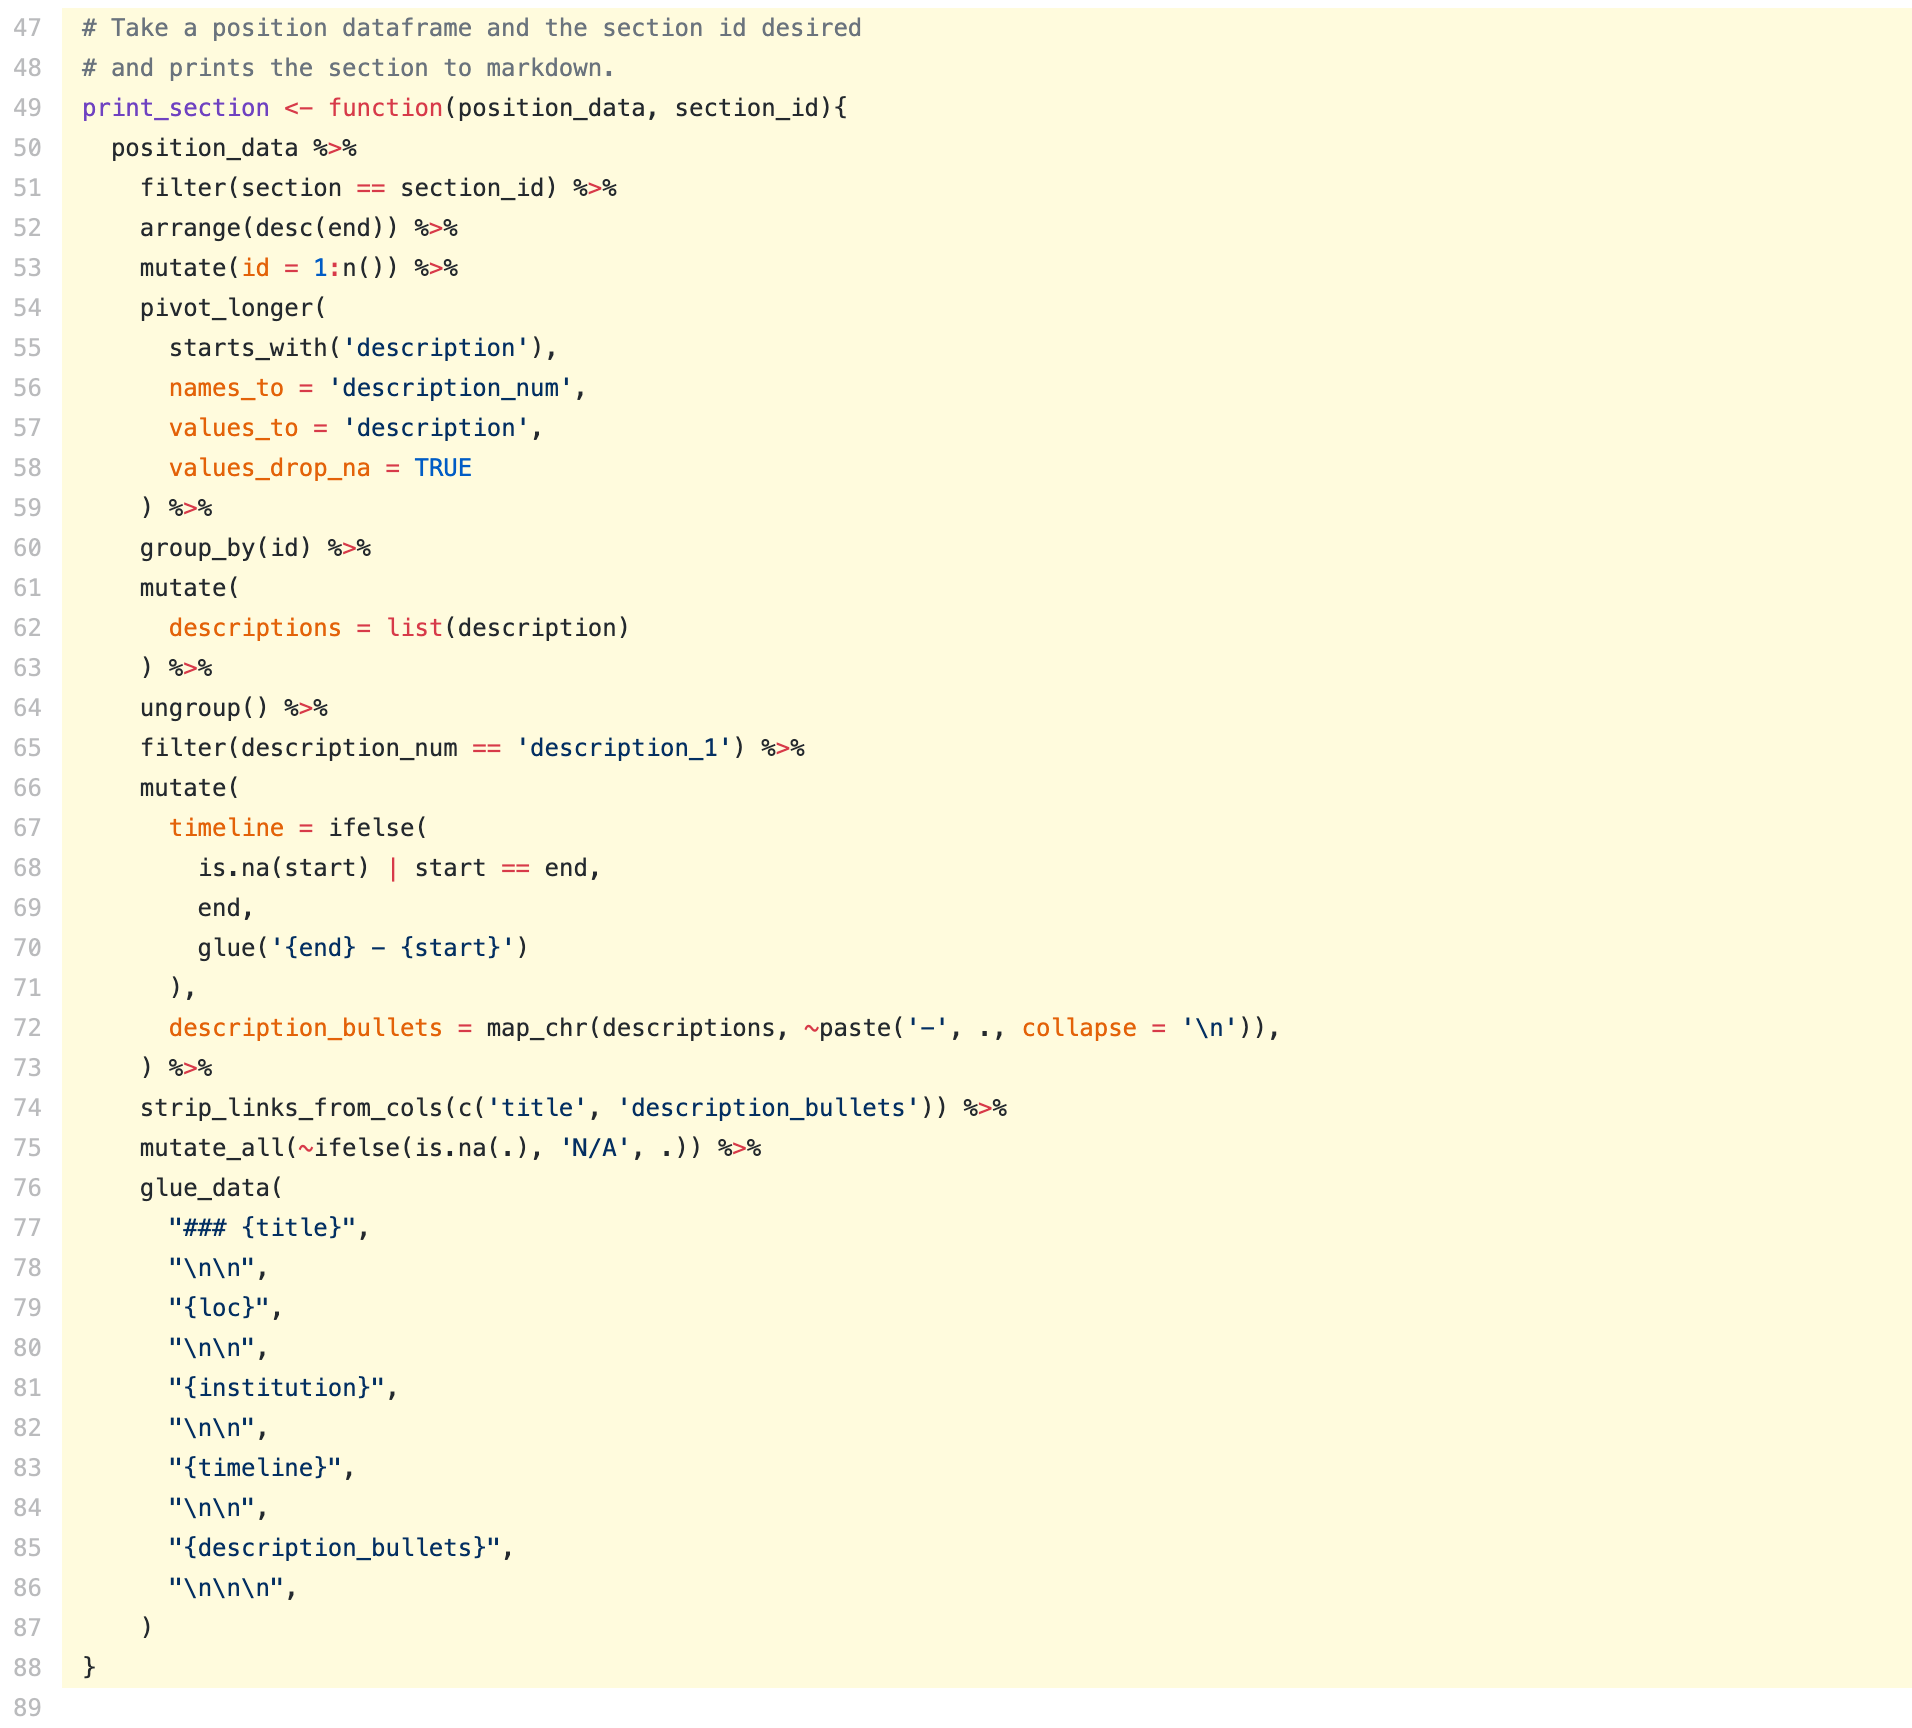 47 # Take a position dataframe and the section id desired
48 # and prints the section to markdown.
49 print_section <- function(position_data, section_id){
50   position_data %>%
51     filter(section == section_id) %>%
52     arrange(desc(end)) %>%
53     mutate(id = 1:n()) %>%
54     pivot_longer(
55       starts_with('description'),
56       names_to = 'description_num',
57       values_to = 'description',
58       values_drop_na = TRUE
59     ) %>%
60     group_by(id) %>%
61     mutate(
62       descriptions = list(description)
63     ) %>%
64     ungroup() %>%
65     filter(description_num == 'description_1') %>%
66     mutate(
67       timeline = ifelse(
68         is.na(start) | start == end,
69         end,
70         glue('{end} - {start}')
71       ),
72       description_bullets = map_chr(descriptions, ~paste('-', ., collapse = '\n')),
73     ) %>%
74     strip_links_from_cols(c('title', 'description_bullets')) %>%
75     mutate_all(~ifelse(is.na(.), 'N/A', .)) %>%
76     glue_data(
77       "### {title}",
78       "\n\n",
79       "{loc}",
80       "\n\n",
81       "{institution}",
82       "\n\n",
83       "{timeline}",
84       "\n\n",
85       "{description_bullets}",
86       "\n\n\n",
87     )
88 }
89